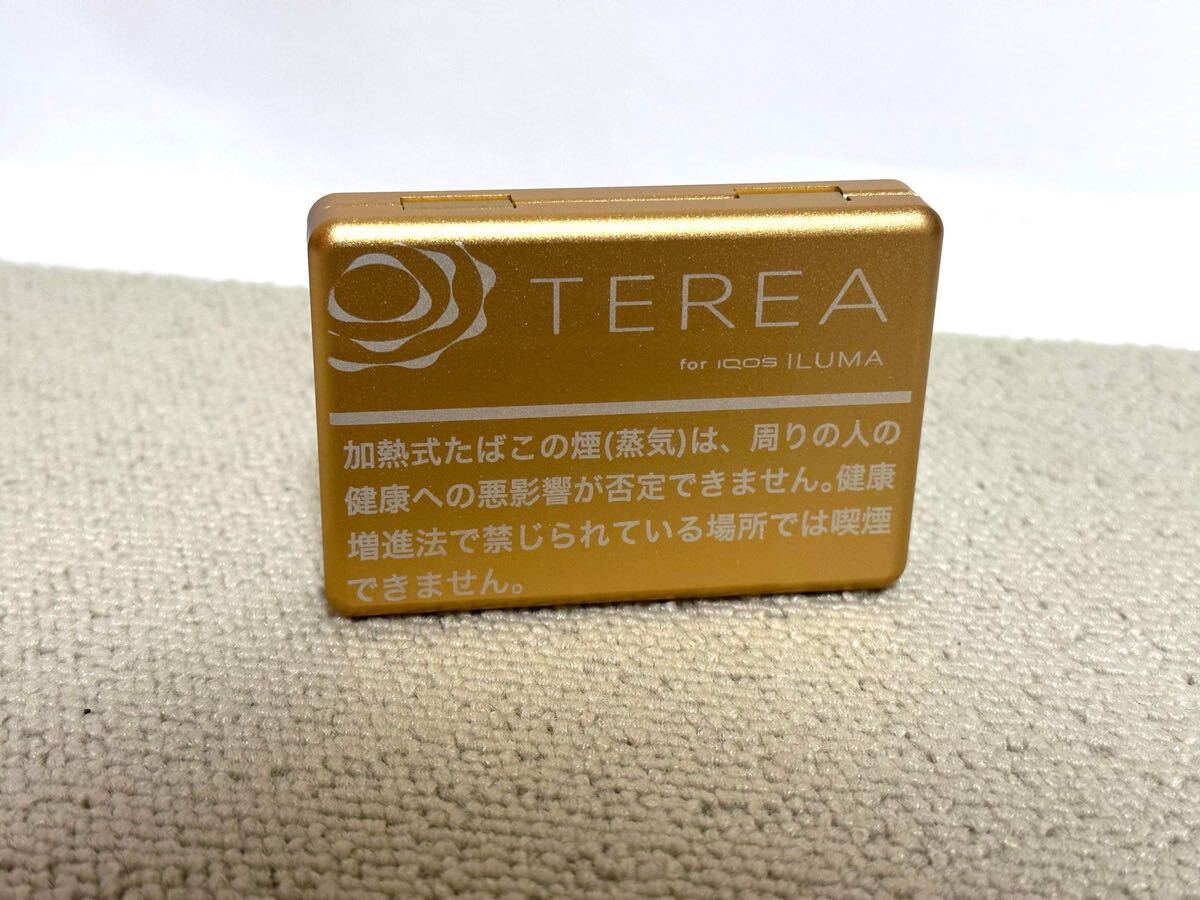 TEREA
for IQOS ILUMA
加熱式たばこの煙(蒸気)は、周りの人の
健康への悪影響が否定できません。健康
増進法で禁じられている場所では喫煙
できません。